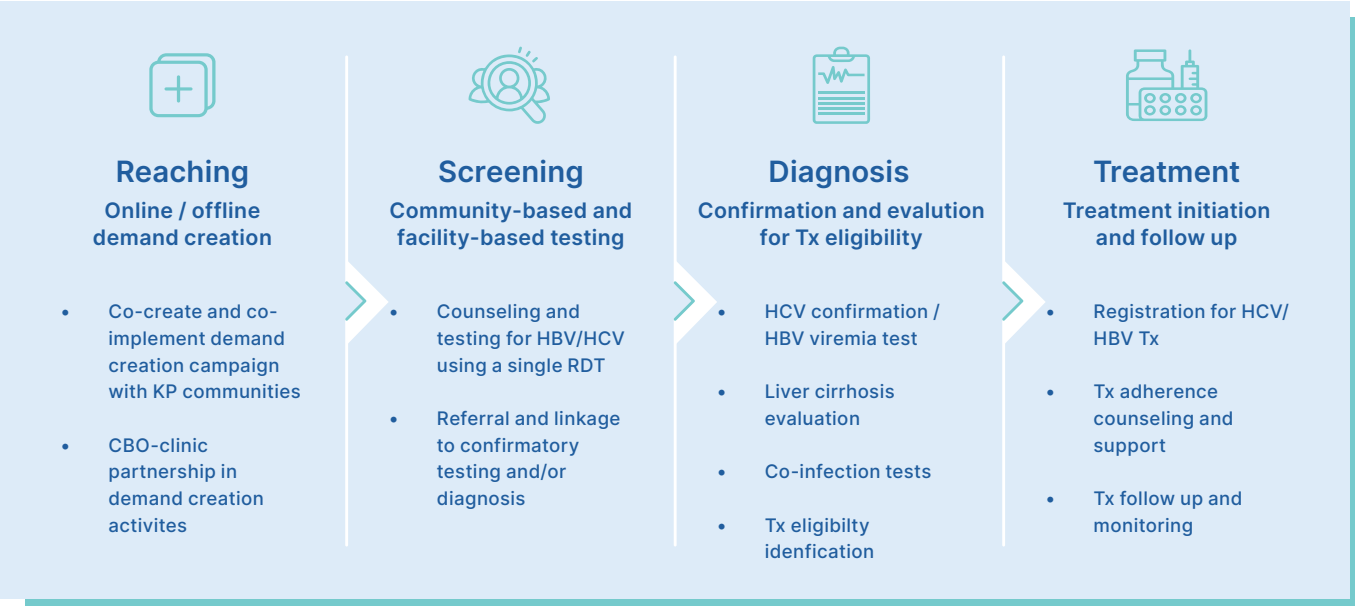 Reaching
Online / offline
demand creation
• Co-create and co-
implement demand
creation campaign
with KP communities
• CBO-clinic
partnership in
demand creation
activites
Screening
Community-based and
facility-based testing
• Counseling and
testing for HBV/HCV
using a single RDT
• Referral and linkage
to confirmatory
testing and/or
diagnosis
Diagnosis
Confirmation and evalution
for Tx eligibility
• HCV confirmation /
HBV viremia test
• Liver cirrhosis
evaluation
• Co-infection tests
• Tx eligibilty
idenfication
Treatment
Treatment initiation
and follow up
• Registration for HCV/
HBV Tx
• Tx adherence
counseling and
support
• Tx follow up and
monitoring